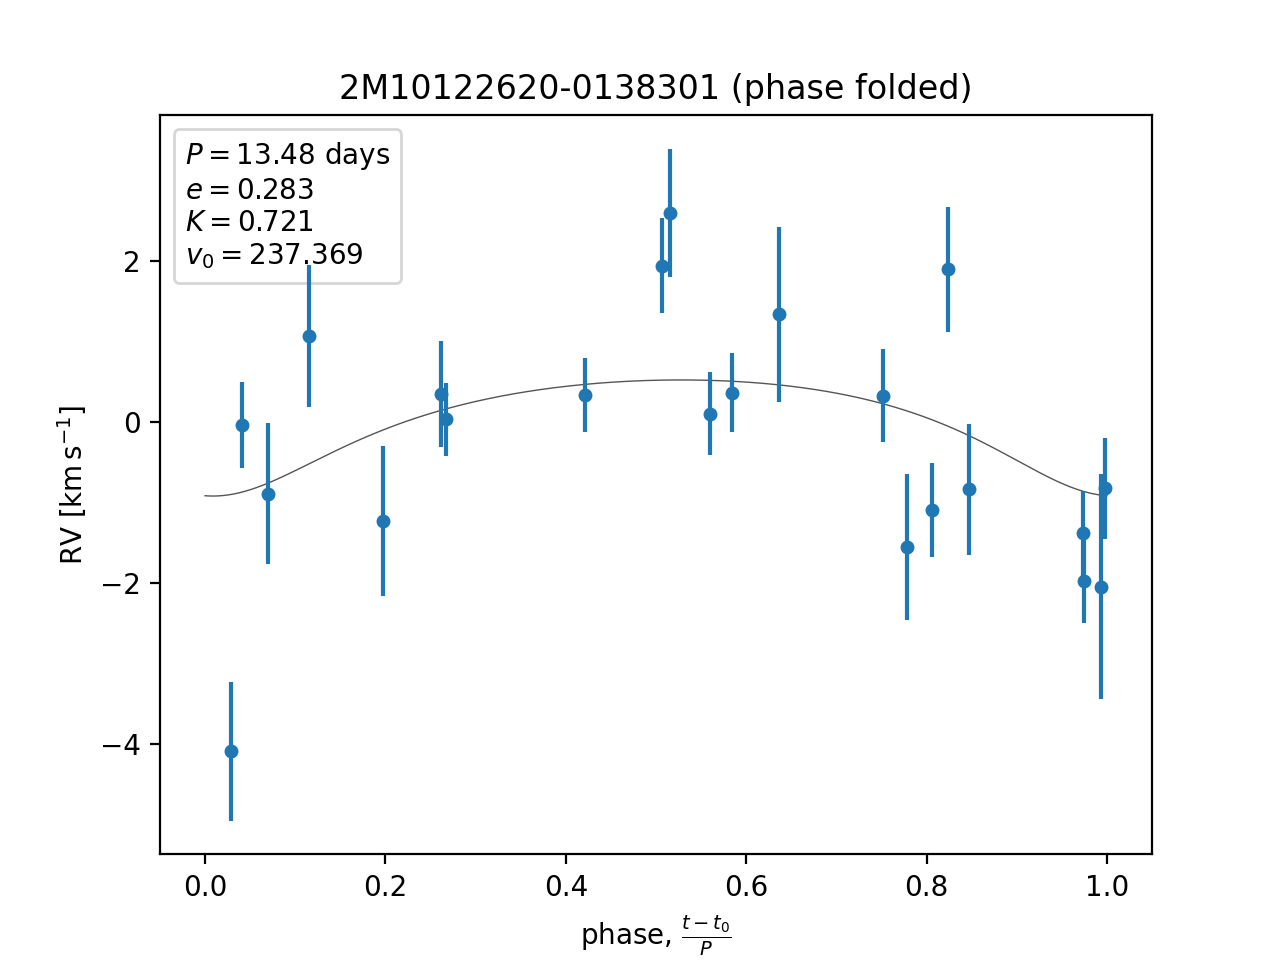 2M10122620-0138301 (phase folded)
P = 13.48 days
e = 0.283
K = 0.721
v₀ = 237.369
2
0
−2
−4
RV [km s⁻¹]
0.0 0.2 0.4 0.6 0.8 1.0
phase, (t − t₀)/P